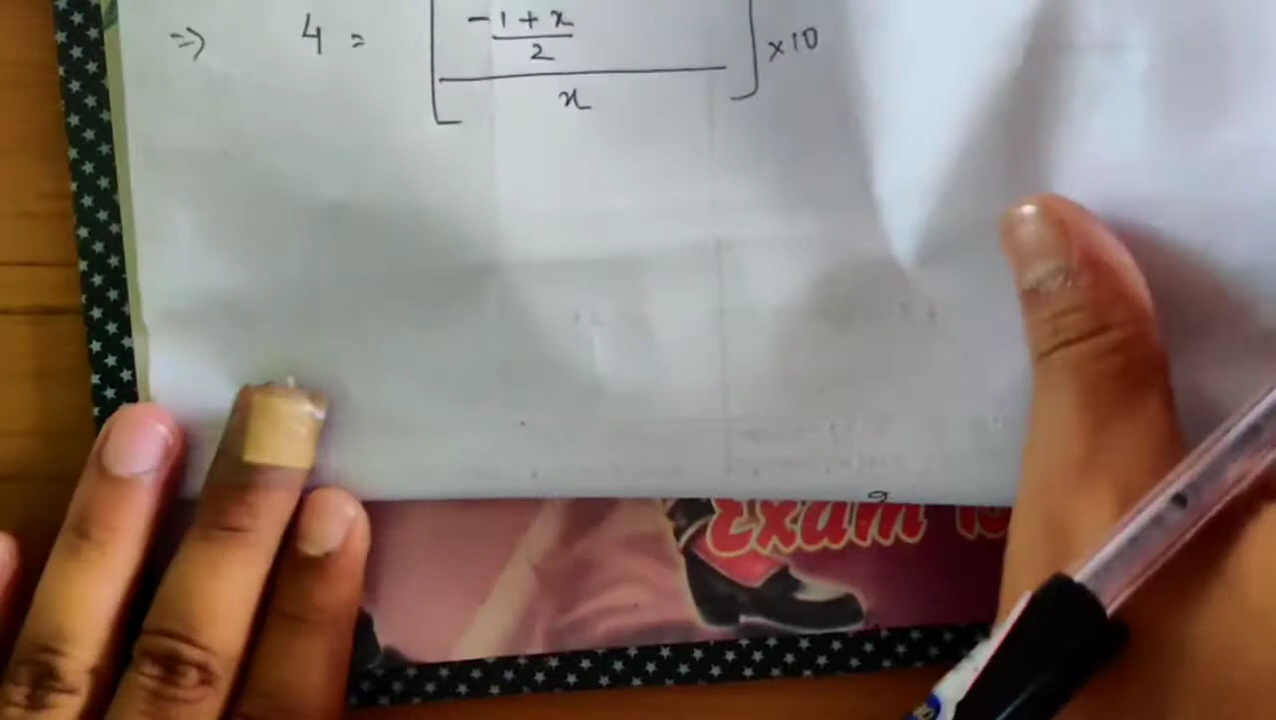 => 4 = [ (-1 + x)/2 / x ] × 10
Exam